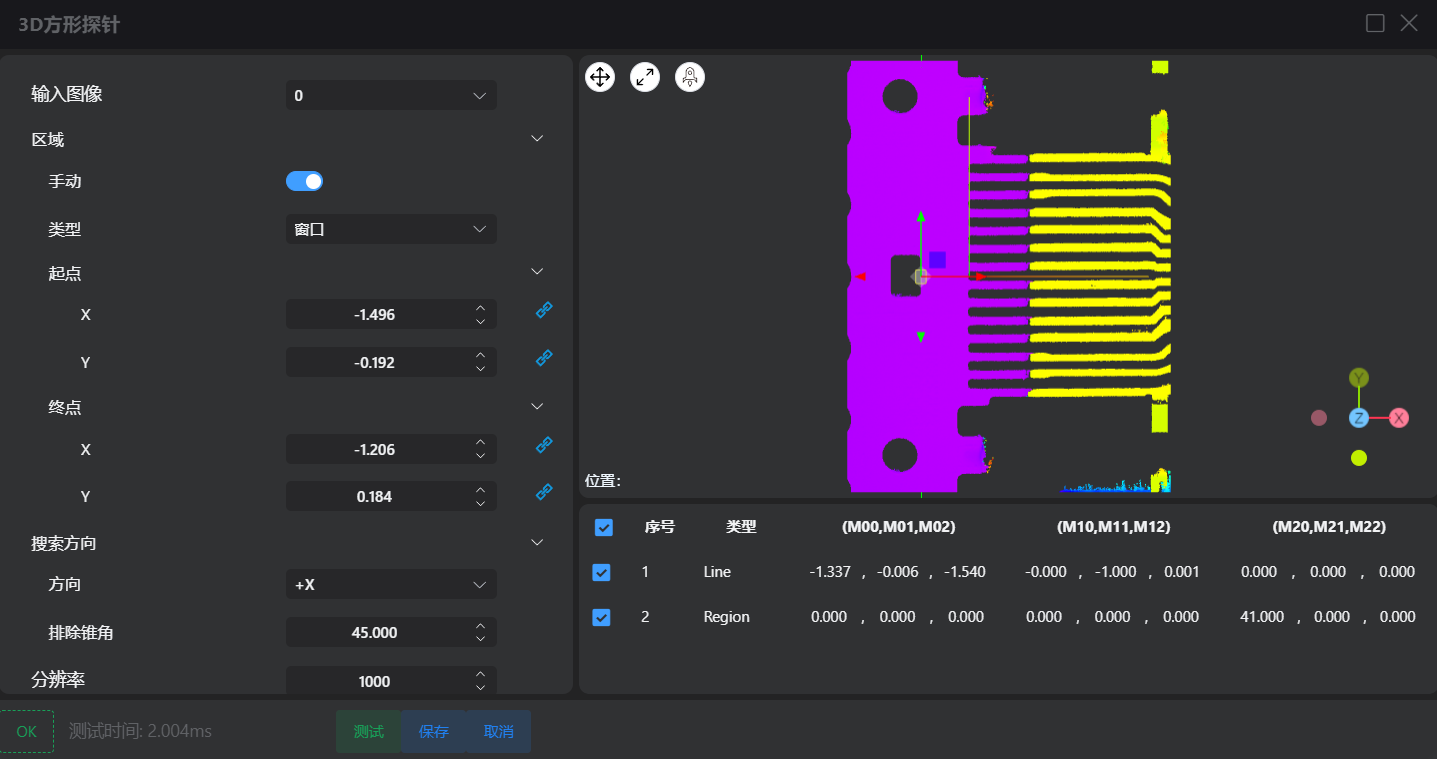 3D方形探针
输入图像 0
区域
手动
类型 窗口
起点
X -1.496
Y -0.192
终点
X -1.206
Y 0.184
搜索方向
方向 +X
排除锥角 45.000
分辨率 1000
位置:
Y
Z X
序号 类型 (M00,M01,M02) (M10,M11,M12) (M20,M21,M22)
1 Line -1.337 , -0.006 , -1.540 -0.000 , -1.000 , 0.001 0.000 , 0.000 , 0.000
2 Region 0.000 , 0.000 , 0.000 0.000 , 0.000 , 0.000 41.000 , 0.000 , 0.000
OK 测试时间: 2.004ms 测试 保存 取消